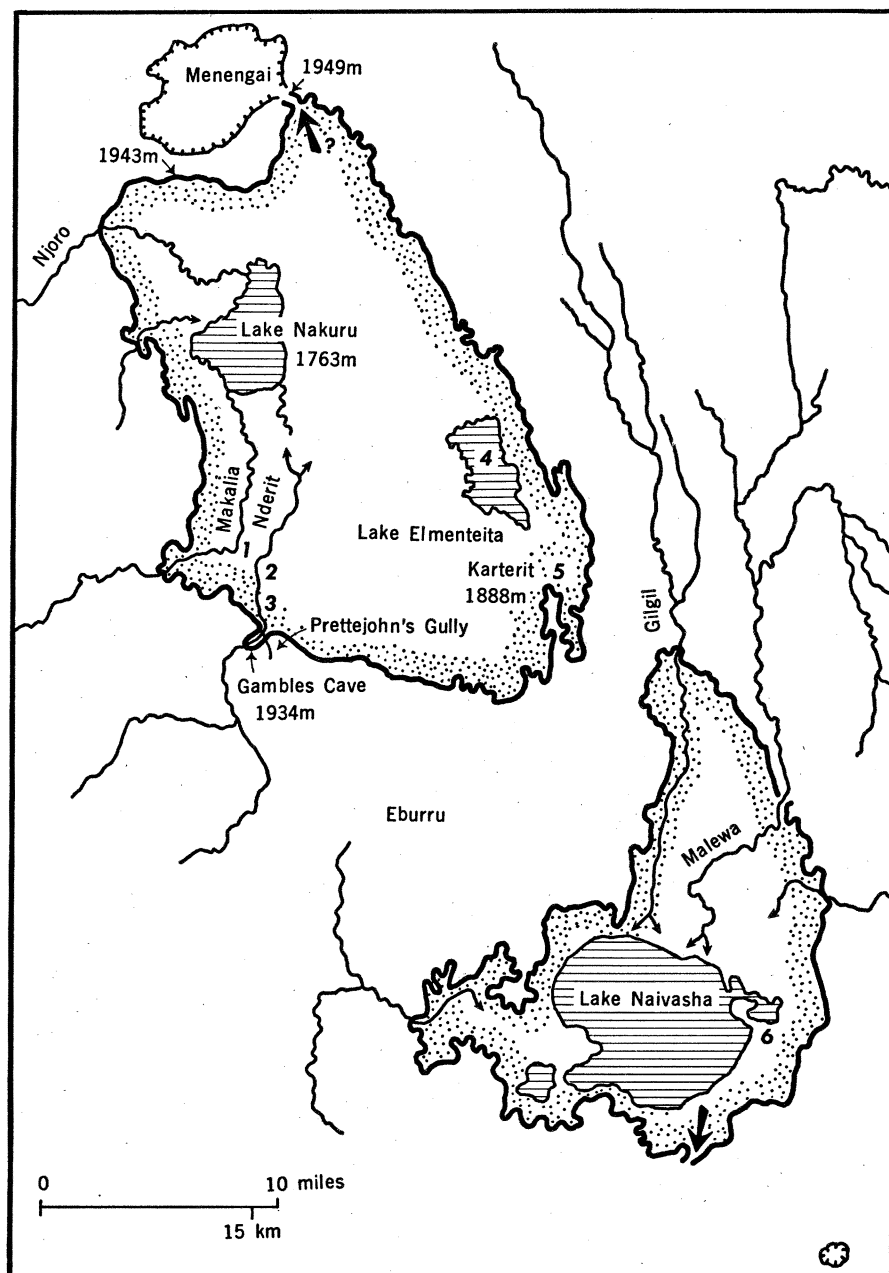 Menengai
1949m
?
1943m
Njoro
Lake Nakuru
1763m
Makalia
Nderit
4
Lake Elmenteita
1
2
3
Karterit
1888m
5
Prettejohn's Gully
Gambles Cave
1934m
Gilgil
Eburru
Malewa
Lake Naivasha
6
0
10 miles
15 km